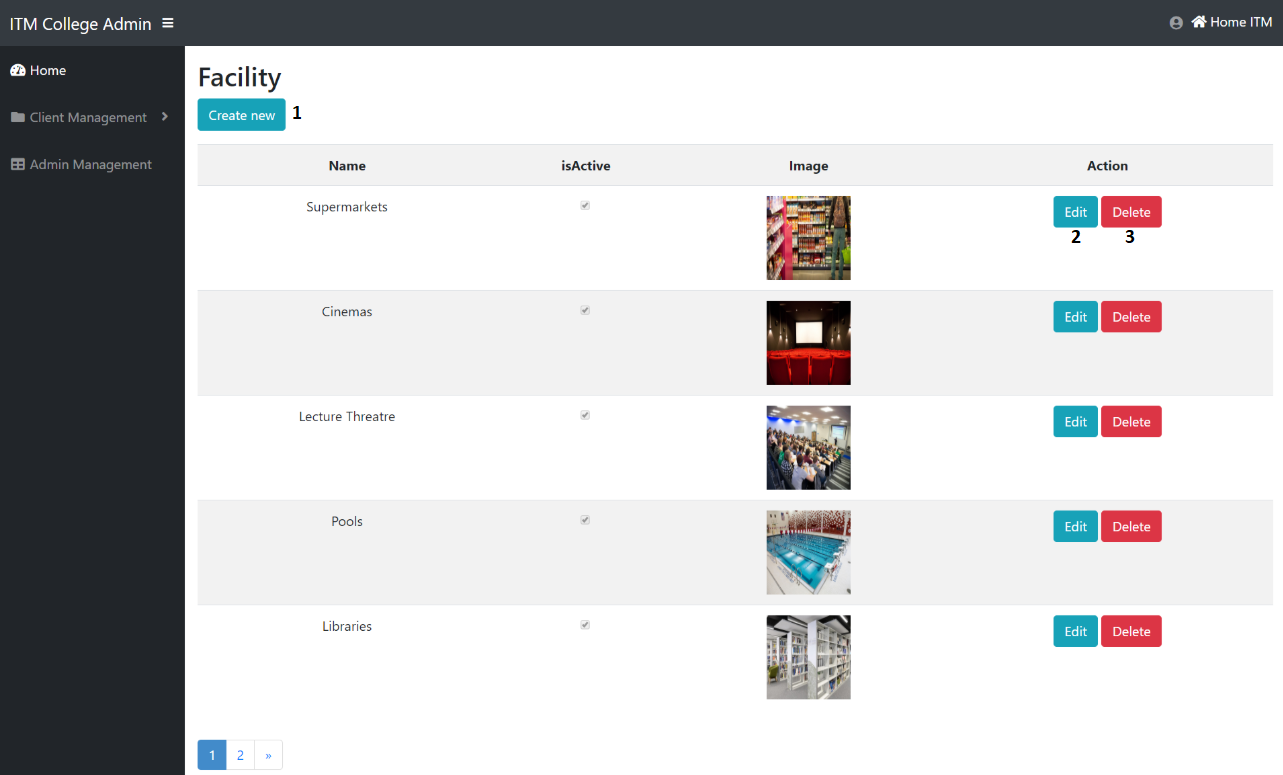 ITM College Admin
Home ITM
Home
Client Management
Admin Management
Facility
Create new 1
Name isActive Image Action
Supermarkets Edit Delete
2 3
Cinemas Edit Delete
Lecture Threatre Edit Delete
Pools Edit Delete
Libraries Edit Delete
1 2 »